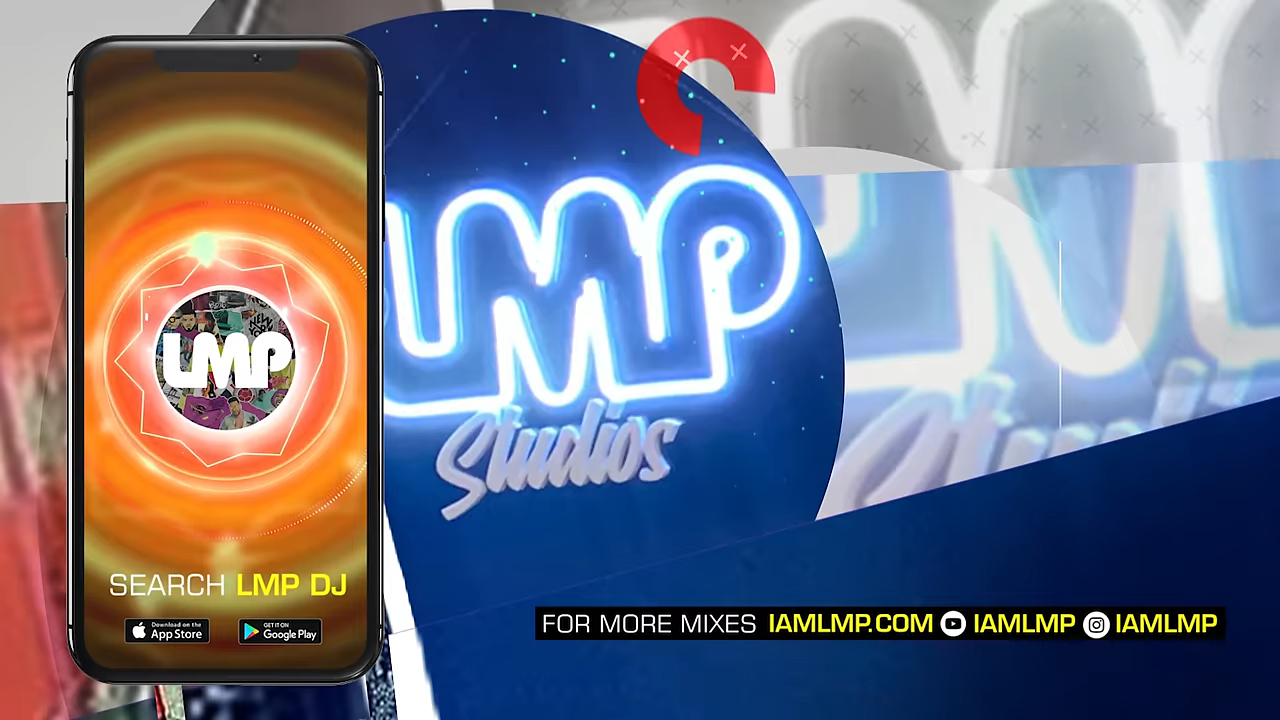 LMP
Studios
LMP
SEARCH LMP DJ
Download on the
App Store
GET IT ON
Google Play
FOR MORE MIXES IAMLMP.COM IAMLMP IAMLMP